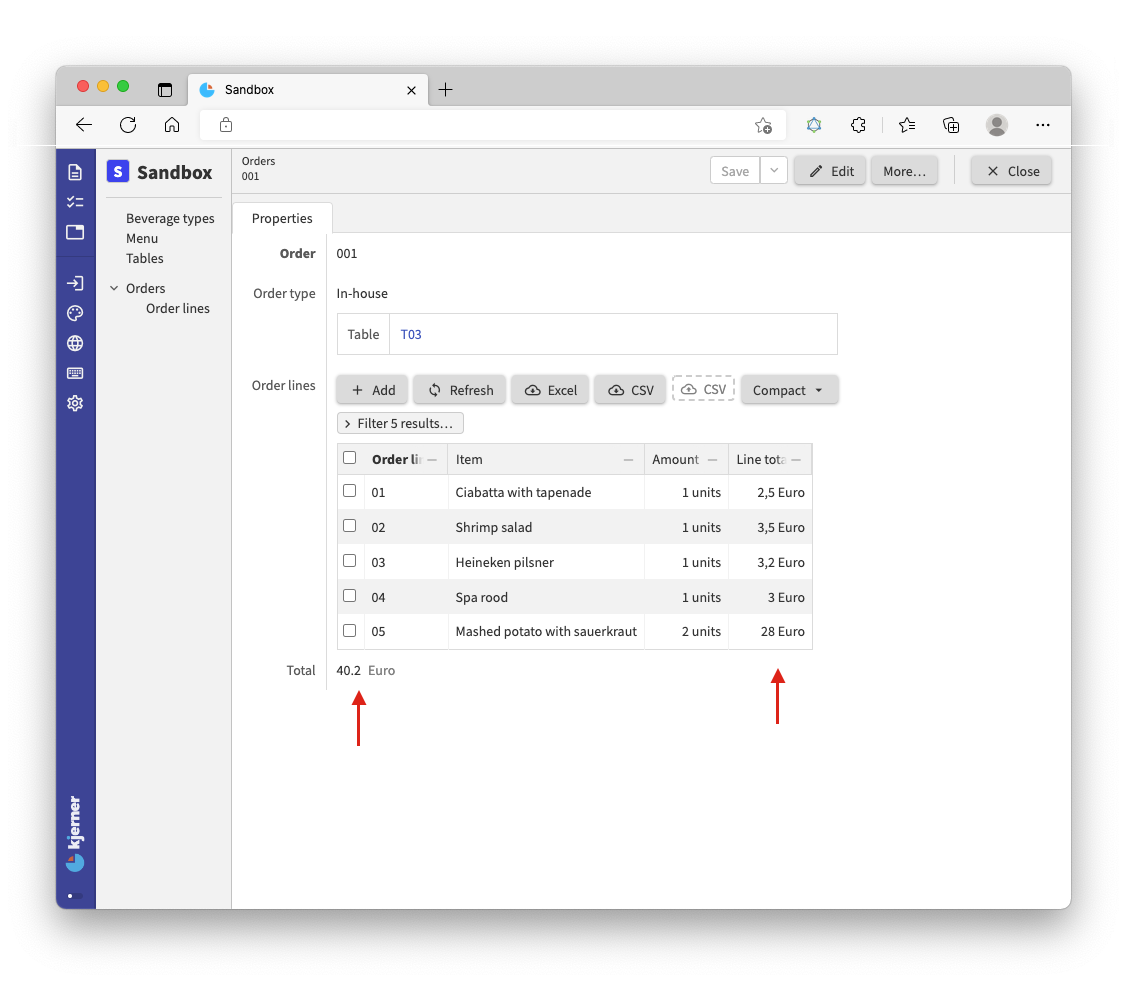 Sandbox
S Sandbox
Beverage types
Menu
Tables
Orders
Order lines
kjerner
Orders
001
Save
Edit
More...
Close
Properties
Order 001
Order type In-house
Table T03
Order lines
Add Refresh Excel CSV CSV Compact
Filter 5 results...
Order li Item Amount Line tota
01 Ciabatta with tapenade 1 units 2,5 Euro
02 Shrimp salad 1 units 3,5 Euro
03 Heineken pilsner 1 units 3,2 Euro
04 Spa rood 1 units 3 Euro
05 Mashed potato with sauerkraut 2 units 28 Euro
Total 40.2 Euro